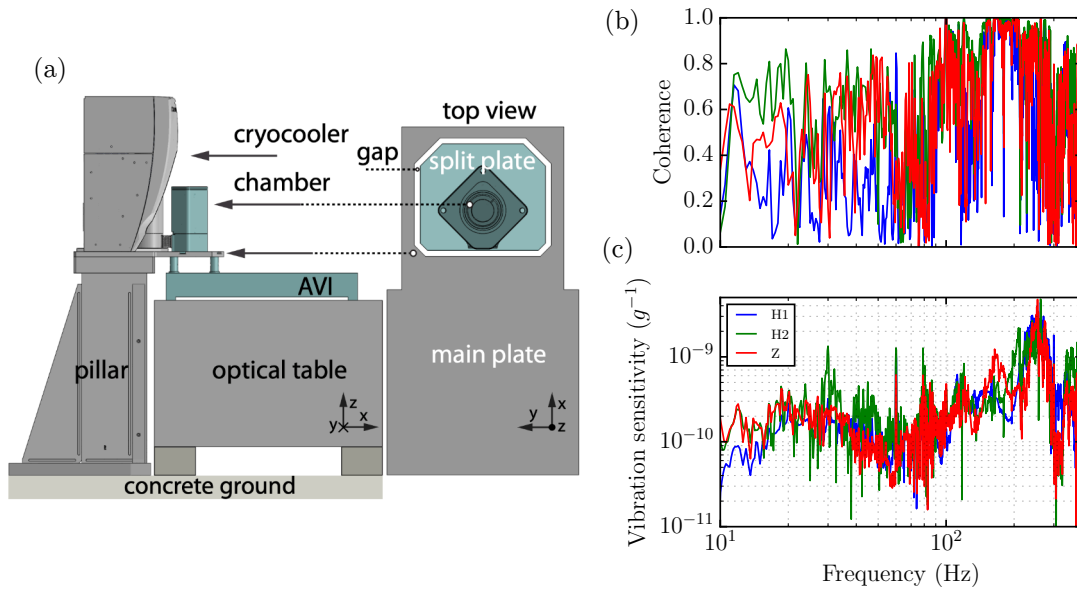 (a)
cryocooler
chamber
AVI
pillar
optical table
z
x
y
concrete ground
top view
gap
split plate
main plate
x
y
z
(b)
1.0
0.8
0.6
0.4
0.2
0.0
Coherence
(c)
H1
H2
Z
10⁻⁹
10⁻¹⁰
10⁻¹¹
Vibration sensitivity (g⁻¹)
10¹
10²
Frequency (Hz)